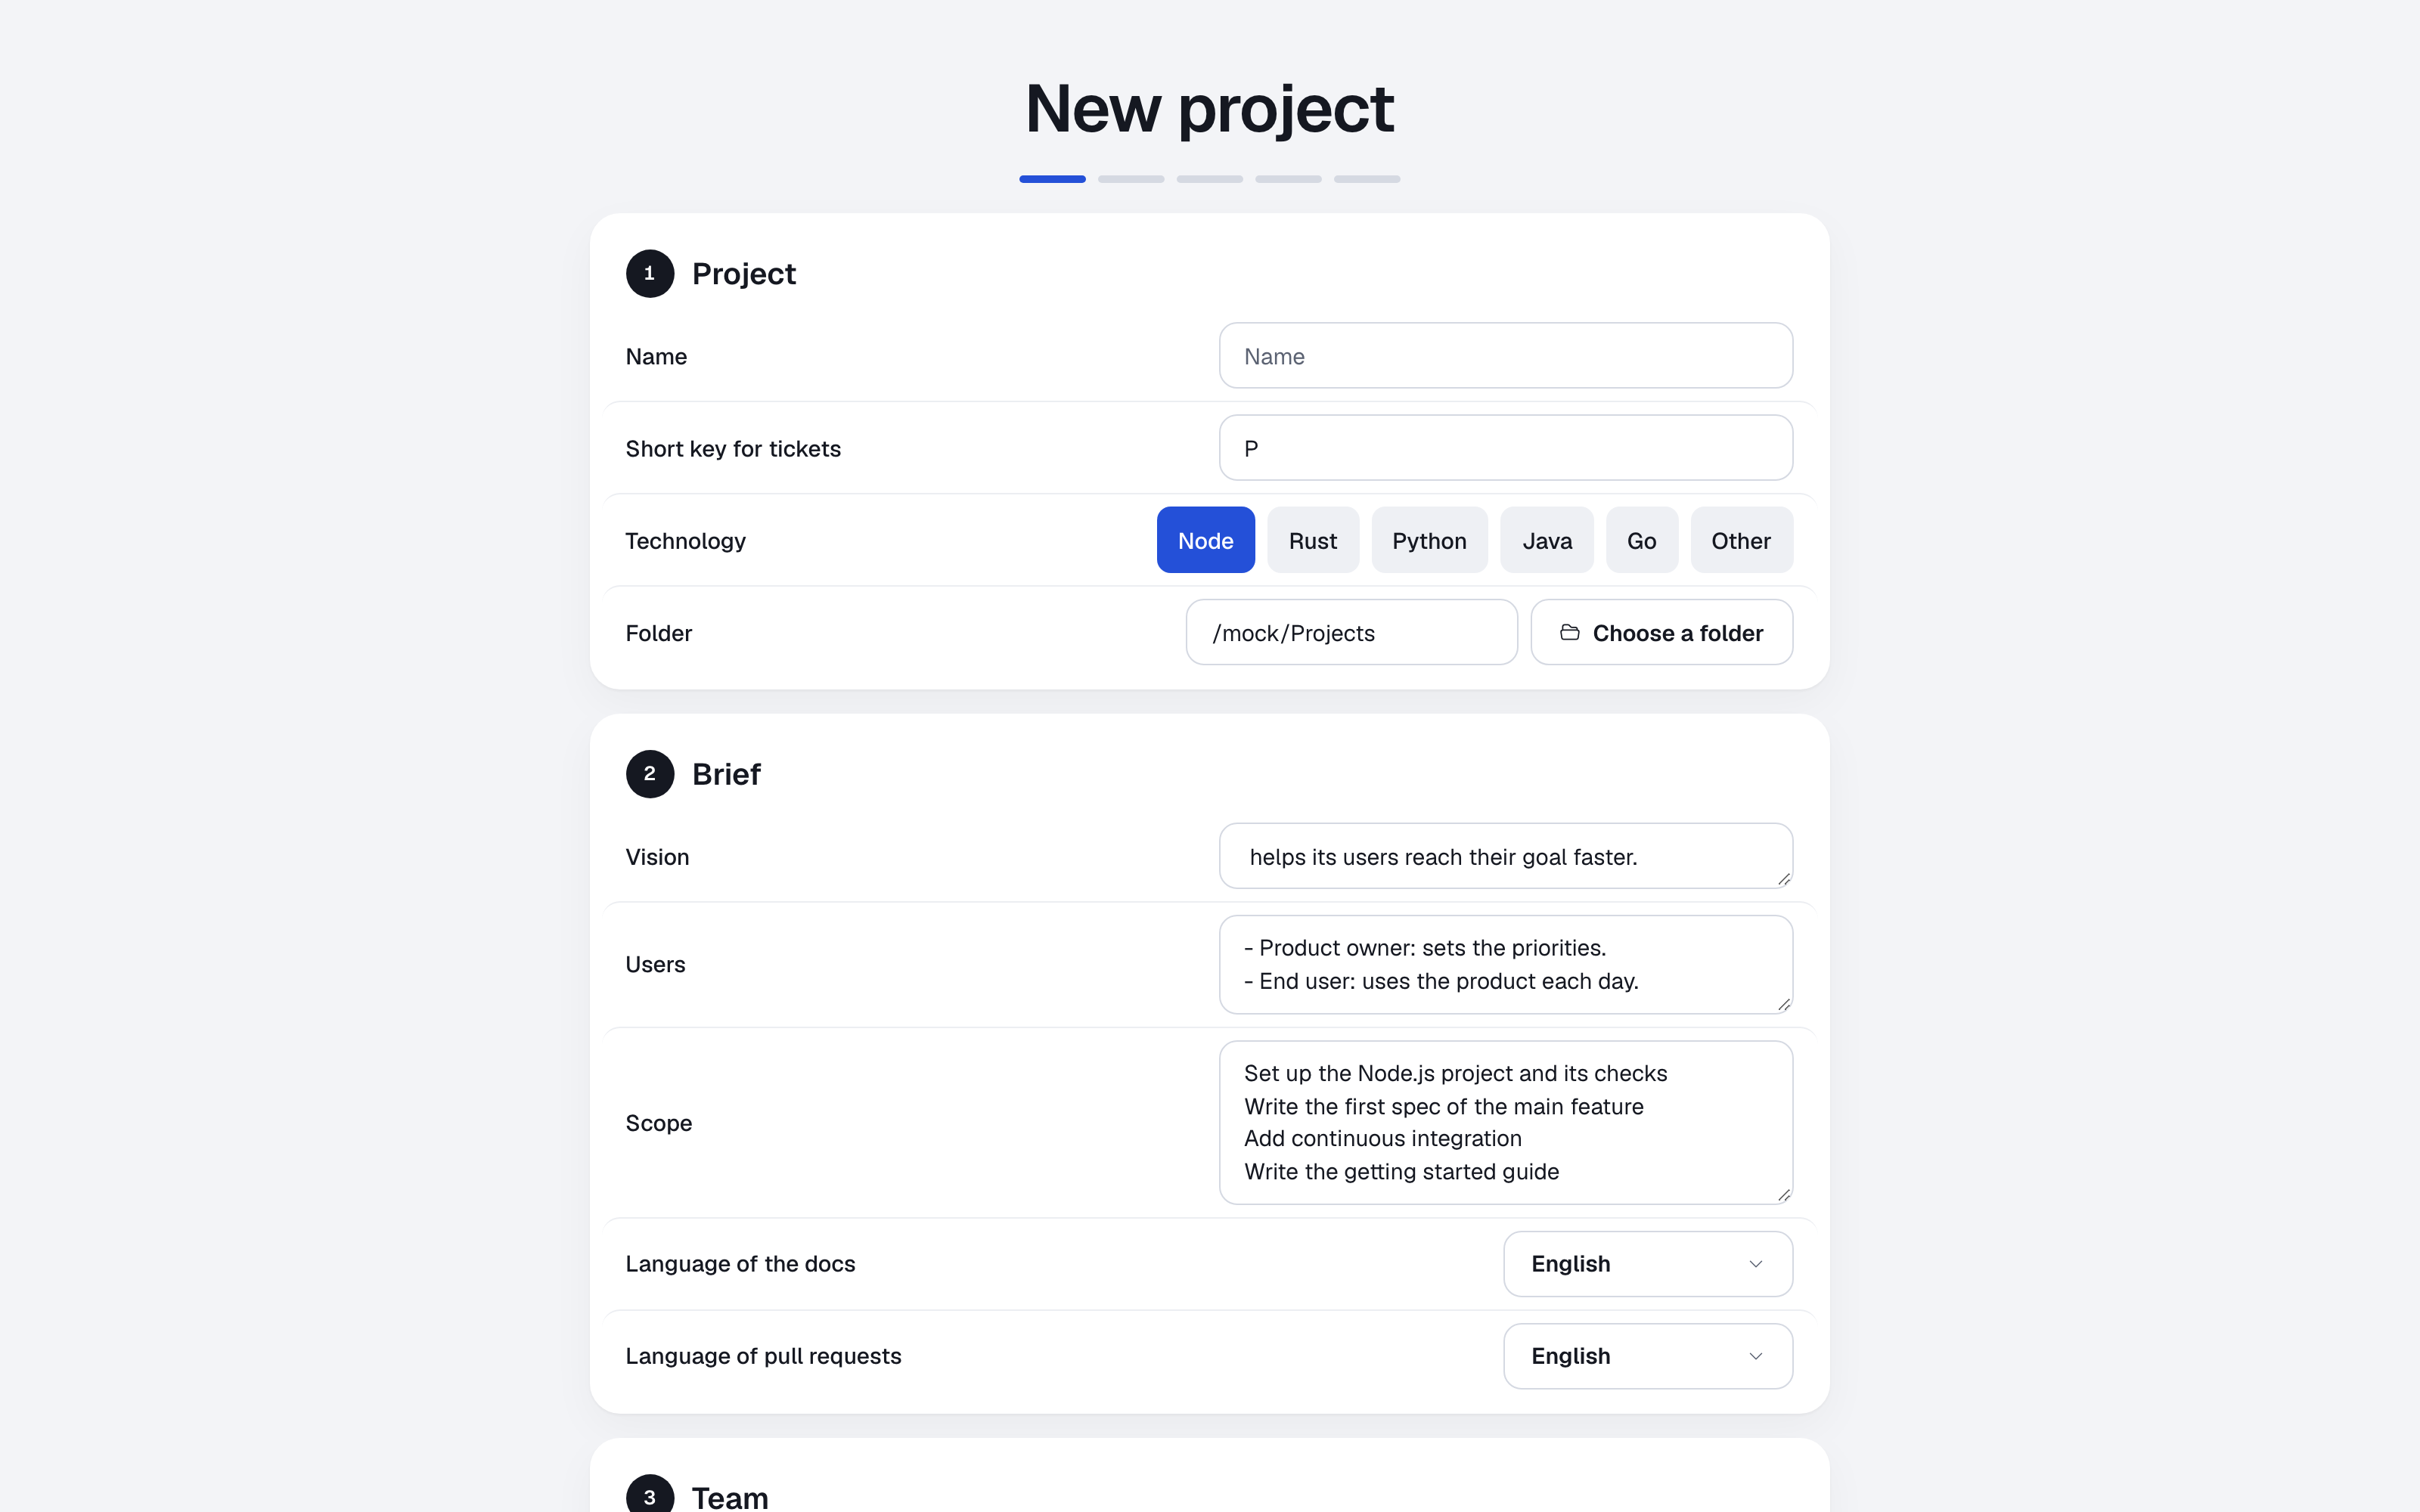 New project
1 Project
Name Name
Short key for tickets P
Technology Node Rust Python Java Go Other
Folder /mock/Projects Choose a folder
2 Brief
Vision helps its users reach their goal faster.
Users
- Product owner: sets the priorities.
- End user: uses the product each day.
Scope
Set up the Node.js project and its checks
Write the first spec of the main feature
Add continuous integration
Write the getting started guide
Language of the docs English
Language of pull requests English
3 Team